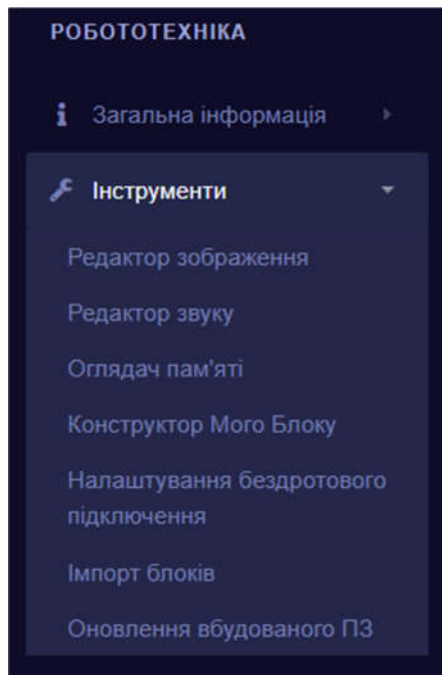 РОБОТОТЕХНІКА
Загальна інформація
Інструменти
Редактор зображення
Редактор звуку
Оглядач пам'яті
Конструктор Мого Блоку
Налаштування бездротового
підключення
Імпорт блоків
Оновлення вбудованого ПЗ